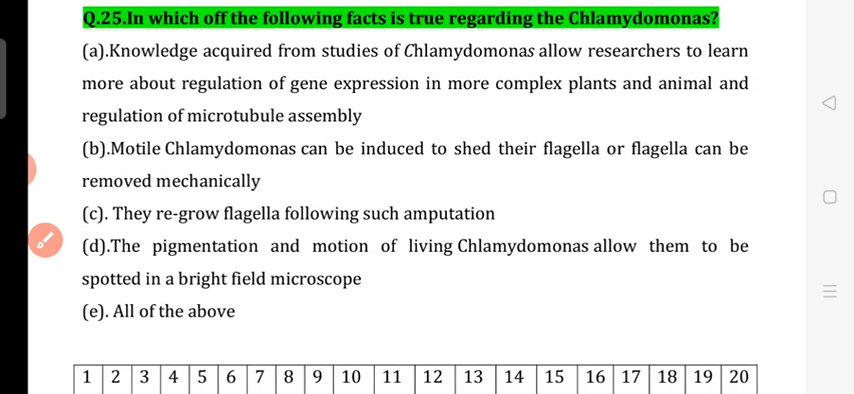 Q.25.In which off the following facts is true regarding the Chlamydomonas?
(a).Knowledge acquired from studies of Chlamydomonas allow researchers to learn
more about regulation of gene expression in more complex plants and animal and
regulation of microtubule assembly
(b).Motile Chlamydomonas can be induced to shed their flagella or flagella can be
removed mechanically
(c). They re-grow flagella following such amputation
(d).The pigmentation and motion of living Chlamydomonas allow them to be
spotted in a bright field microscope
(e). All of the above
1 2 3 4 5 6 7 8 9 10 11 12 13 14 15 16 17 18 19 20